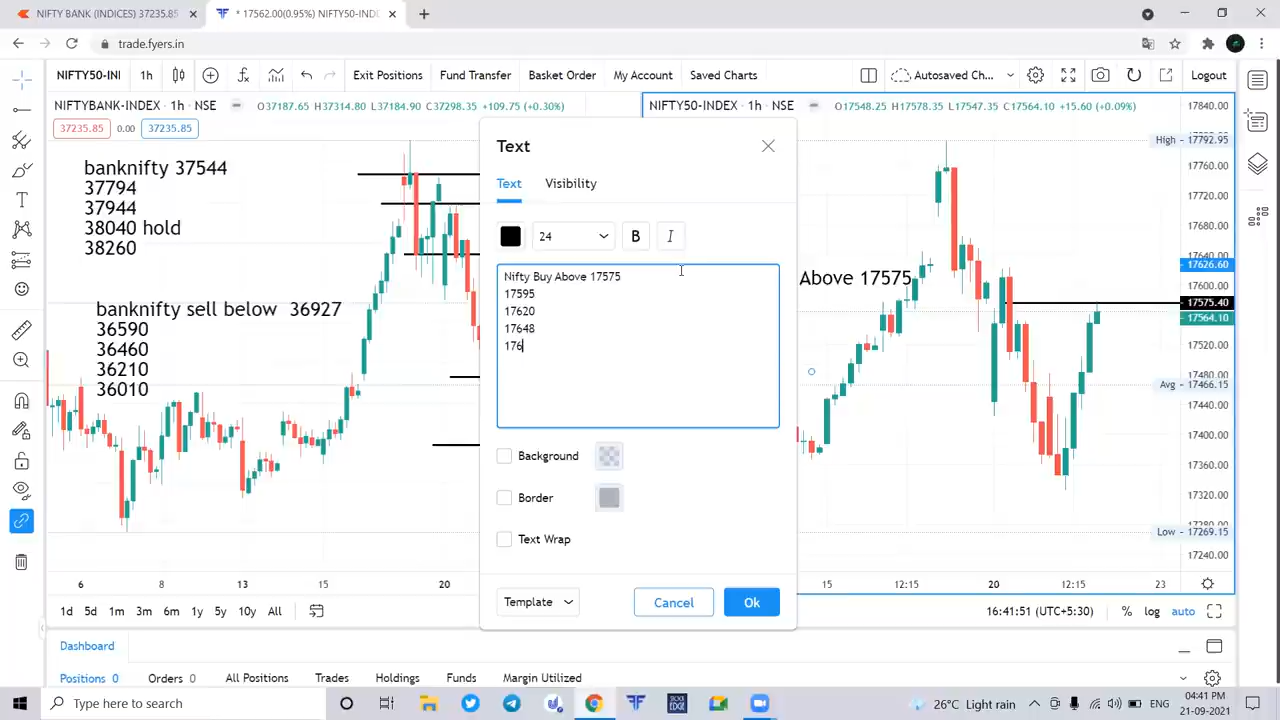 NIFTY BANK (INDICES) 37235.85
* 17562.00(0.95%) NIFTY50-IND
trade.fyers.in
NIFTY50-INI 1h Exit Positions Fund Transfer Basket Order My Account Saved Charts Autosaved Ch... Logout
NIFTYBANK-INDEX · 1h · NSE O37187.65 H37314.80 L37184.90 C37298.35 +109.75 (+0.30%)
NIFTY50-INDEX · 1h · NSE O17548.25 H17578.35 L17547.35 C17564.10 +15.60 (+0.09%)
37235.85 0.00 37235.85
banknifty 37544
37794
37944
38040 hold
38260
banknifty sell below 36927
36590
36460
36210
36010
Text
Text Visibility
24 B I
Nifty Buy Above 17575
17595
17620
17648
176
Background
Border
Text Wrap
Template Cancel Ok
Above 17575
17840.00
High 17792.95
17760.00
17720.00
17680.00
17640.00
17626.60
17575.40
17564.10
17520.00
17480.00
Avg 17466.15
17440.00
17400.00
17360.00
17320.00
17280.00
Low 17269.15
17240.00
6 8 13 15 20 15 12:15 20 12:15 23
1d 5d 1m 3m 6m 1y 5y 10y All 16:41:51 (UTC+5:30) % log auto
Dashboard
Positions 0 Orders 0 All Positions Trades Holdings Funds Margin Utilized
Type here to search
26°C Light rain ENG
04:41 PM
21-09-2021